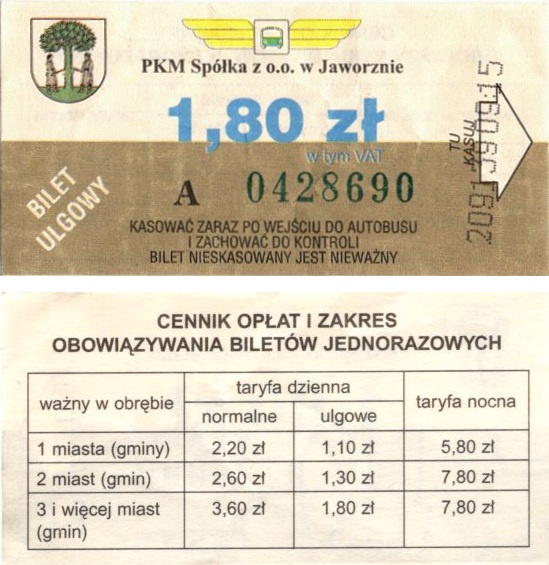 PKM Spółka z o.o. w Jaworznie
1,80 zł
w tym VAT
BILET
ULGOWY
A 0428690
TU
KASUJ
KASOWAĆ ZARAZ PO WEJŚCIU DO AUTOBUSU
I ZACHOWAĆ DO KONTROLI
BILET NIESKASOWANY JEST NIEWAŻNY
CENNIK OPŁAT I ZAKRES
OBOWIĄZYWANIA BILETÓW JEDNORAZOWYCH
ważny w obrębie taryfa dzienna taryfa nocna
normalne ulgowe
1 miasta (gminy) 2,20 zł 1,10 zł 5,80 zł
2 miast (gmin) 2,60 zł 1,30 zł 7,80 zł
3 i więcej miast 3,60 zł 1,80 zł 7,80 zł
(gmin)